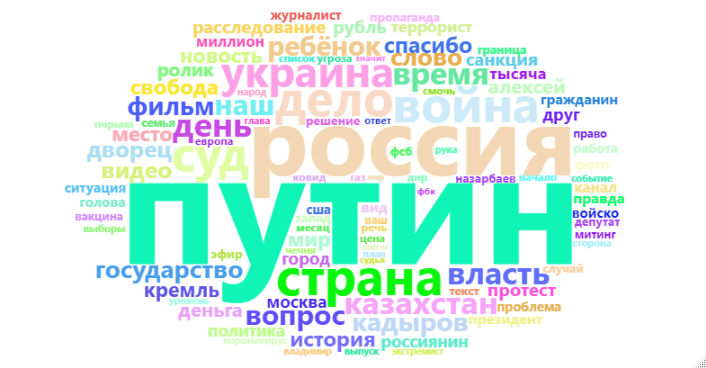 журналист пропаганда
расследование рубль террорист
миллион ребёнок спасибо граница
новость украина список угроза значит слово санкция
ролик народ время смочь тысяча
свобода алексей
фильм наш дело война гражданин
семья глава решение ответ друг
тюрьма день россия право
место европа суд фсб рука работа
дворец фото
видео ковид газ мир днр назарбаев начало событие
ситуация путин фбк канал
голова сша вид правда
вакцина запад ваш войско
выборы месяц речь депутат
мир чечня цена закон митинг
эфир план сторона
государство город судья власть случай
кремль страна текст протест
уровень москва казахстан проблема
деньга вопрос кадыров президент
политика история россиянин
коронавирус
владимир выпуск экстремист